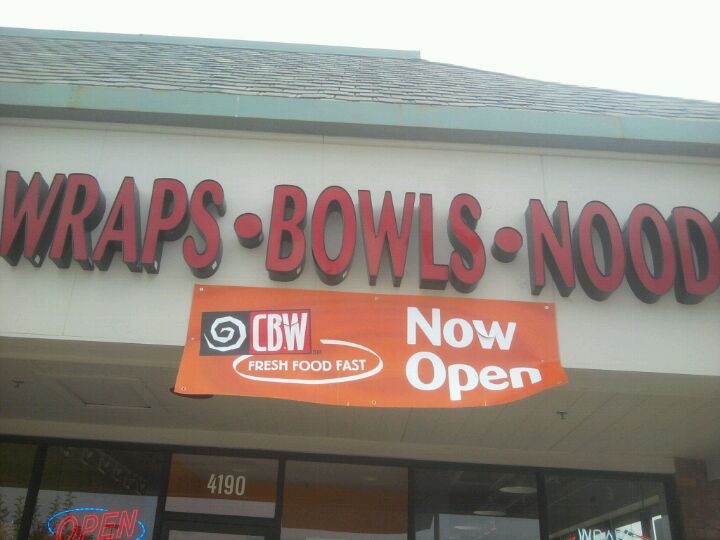 WRAPS • BOWLS • NOOD
CBW
FRESH FOOD FAST
Now
Open
4190
OPEN